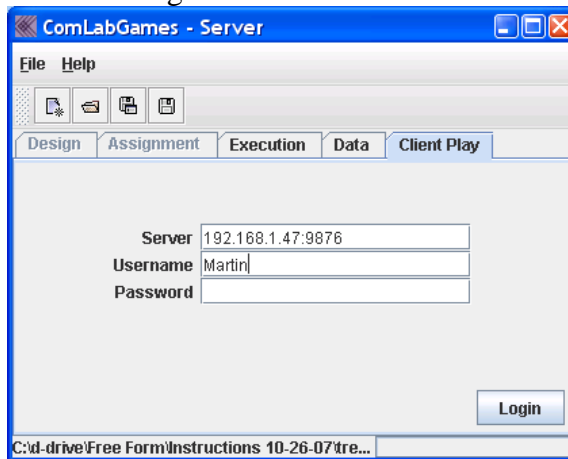 ComLabGames - Server
File Help
Design Assignment Execution Data Client Play
Server 192.168.1.47:9876
Username Martin
Password
Login
C:\d-drive\Free Form\Instructions 10-26-07\tre...